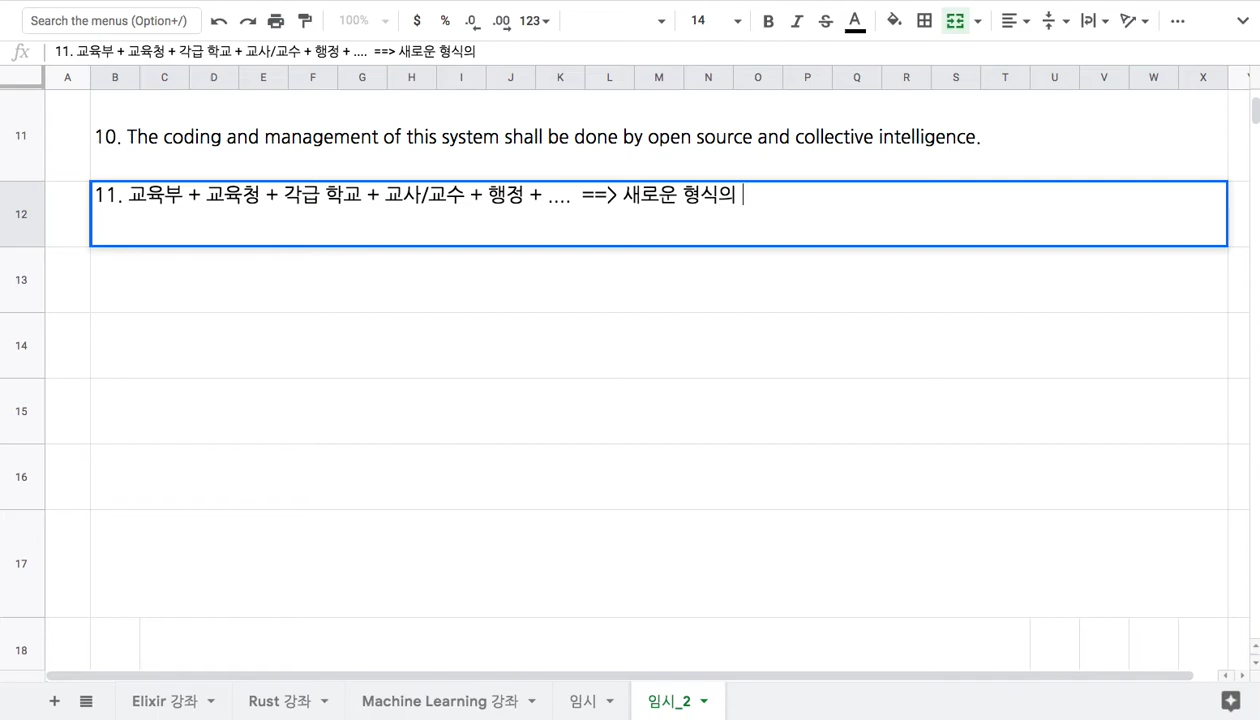 Search the menus (Option+/)
100%
$ % .0 .00 123
14
B I S A
fx 11. 교육부 + 교육청 + 각급 학교 + 교사/교수 + 행정 + .... ==> 새로운 형식의
A B C D E F G H I J K L M N O P Q R S T U V W X
11 10. The coding and management of this system shall be done by open source and collective intelligence.
12 11. 교육부 + 교육청 + 각급 학교 + 교사/교수 + 행정 + .... ==> 새로운 형식의
13
14
15
16
17
18
Elixir 강좌 Rust 강좌 Machine Learning 강좌 임시 임시_2